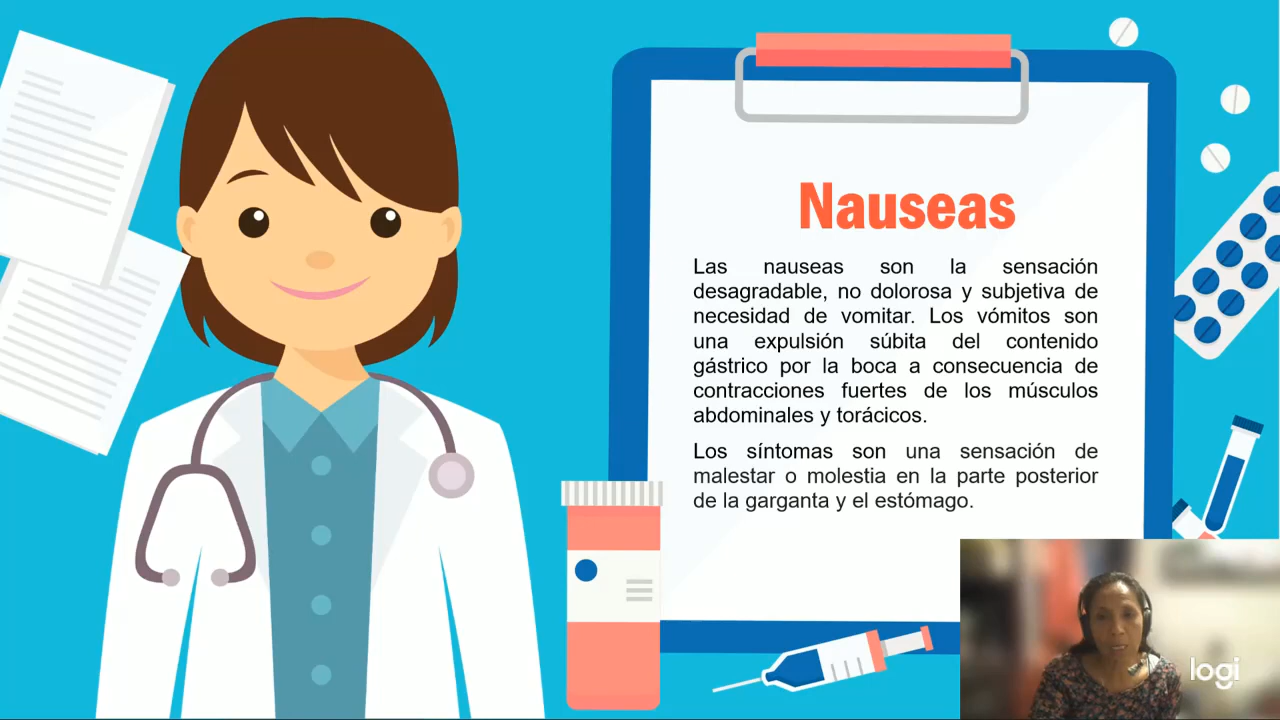 Nauseas
Las nauseas son la sensación
desagradable, no dolorosa y subjetiva de
necesidad de vomitar. Los vómitos son
una expulsión súbita del contenido
gástrico por la boca a consecuencia de
contracciones fuertes de los músculos
abdominales y torácicos.
Los síntomas son una sensación de
malestar o molestia en la parte posterior
de la garganta y el estómago.
logi